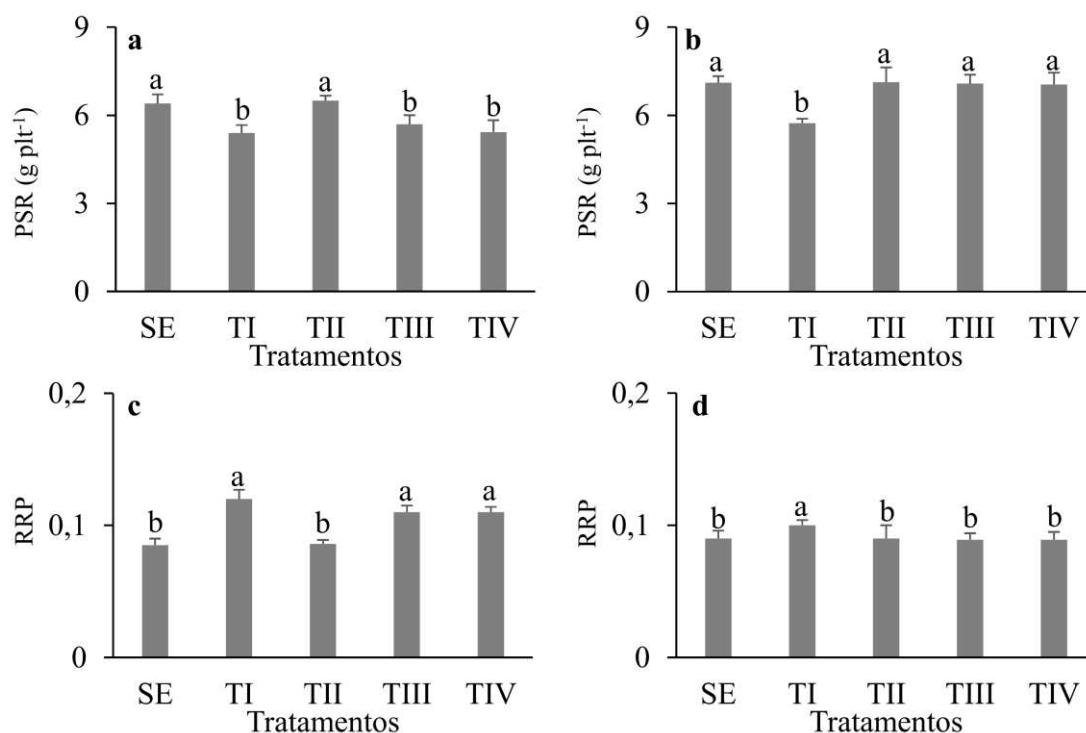 a
PSR (g plt⁻¹)
9
6
3
0
a b a b b
SE TI TII TIII TIV
Tratamentos
b
PSR (g plt⁻¹)
9
6
3
0
a b a a a
SE TI TII TIII TIV
Tratamentos
c
RRP
0,2
0,1
0
b a b a a
SE TI TII TIII TIV
Tratamentos
d
RRP
0,2
0,1
0
b a b b b
SE TI TII TIII TIV
Tratamentos